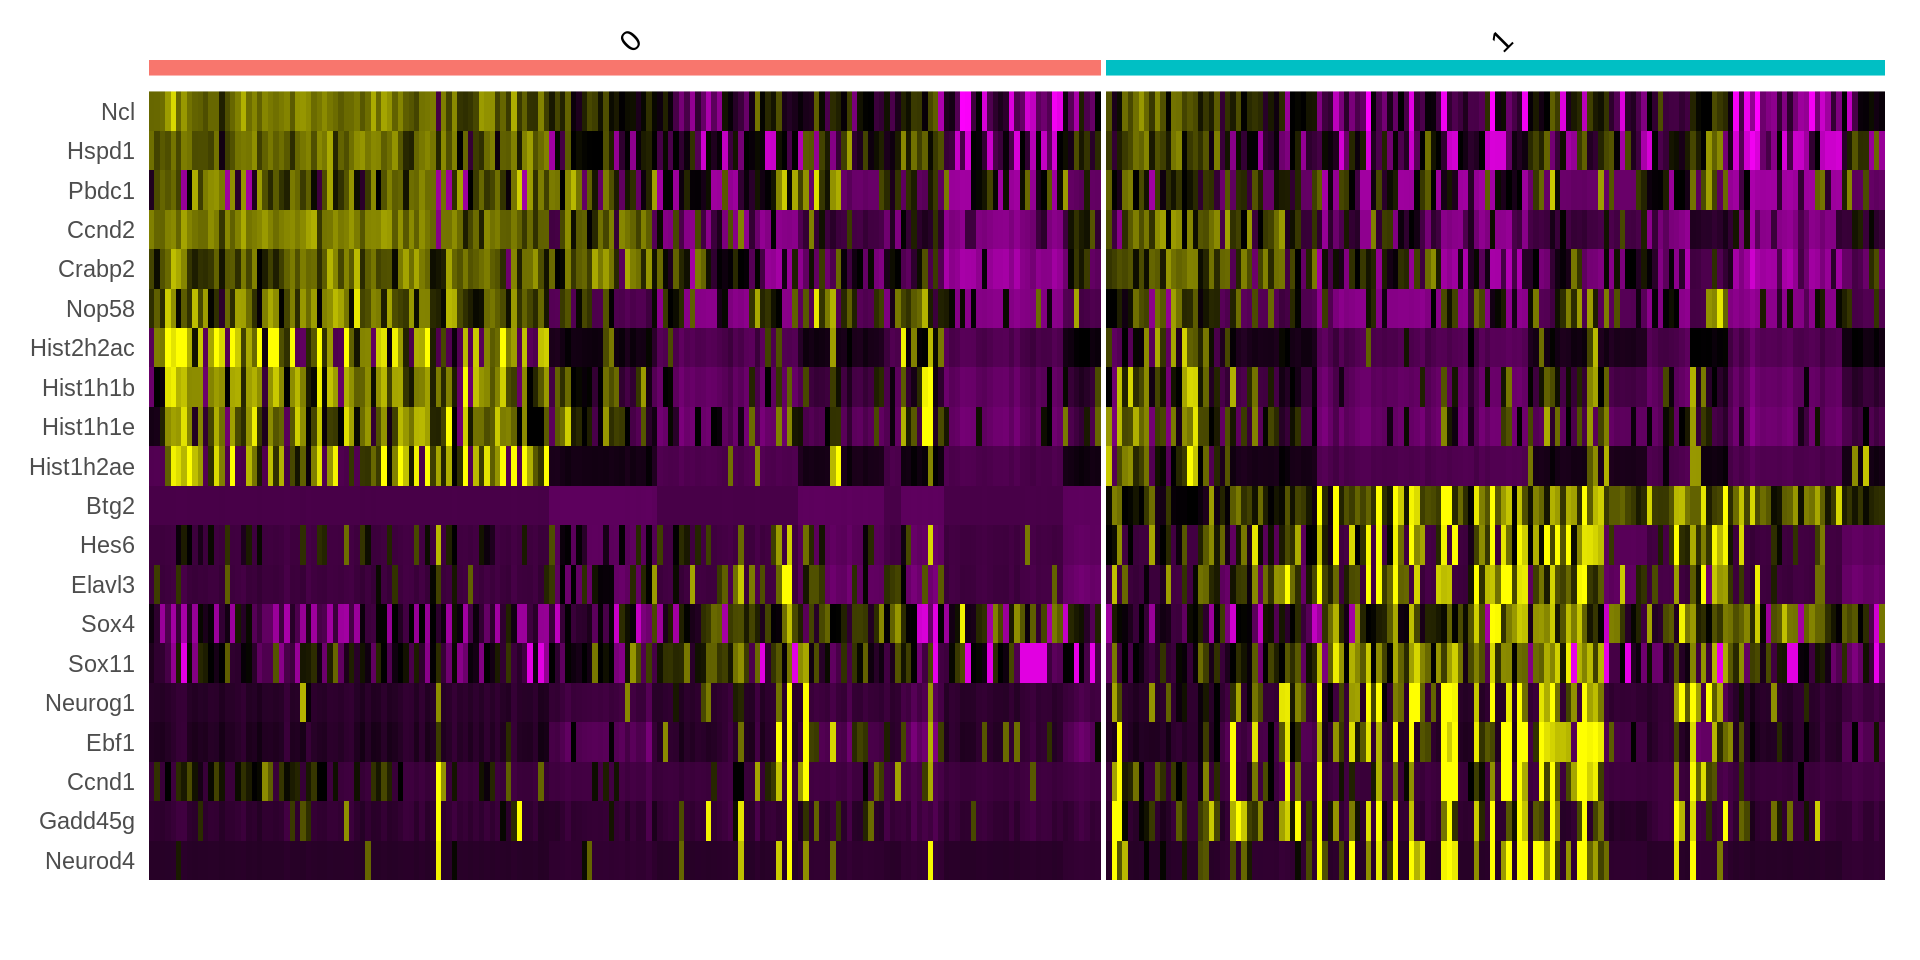 0 1
Ncl
Hspd1
Pbdc1
Ccnd2
Crabp2
Nop58
Hist2h2ac
Hist1h1b
Hist1h1e
Hist1h2ae
Btg2
Hes6
Elavl3
Sox4
Sox11
Neurog1
Ebf1
Ccnd1
Gadd45g
Neurod4